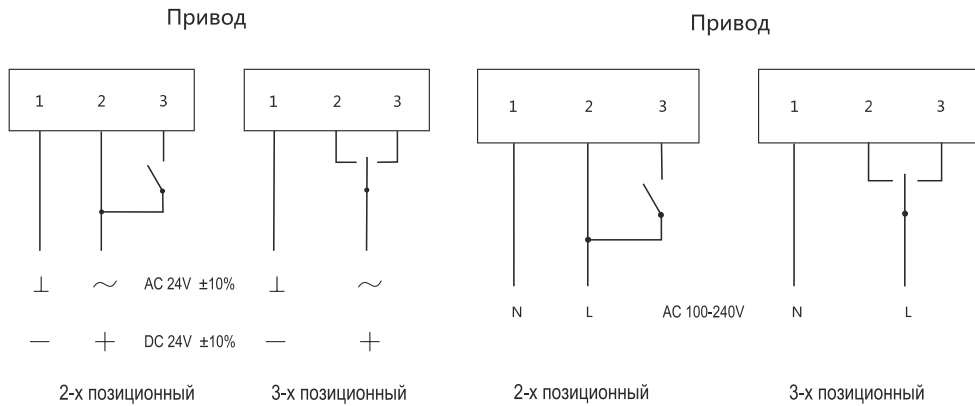 Привод
Привод
1 2 3
1 2 3
1 2 3
1 2 3
⊥ ~ AC 24V ±10% ⊥ ~
— + DC 24V ±10% — +
N L AC 100-240V N L
2-х позиционный
3-х позиционный
2-х позиционный
3-х позиционный